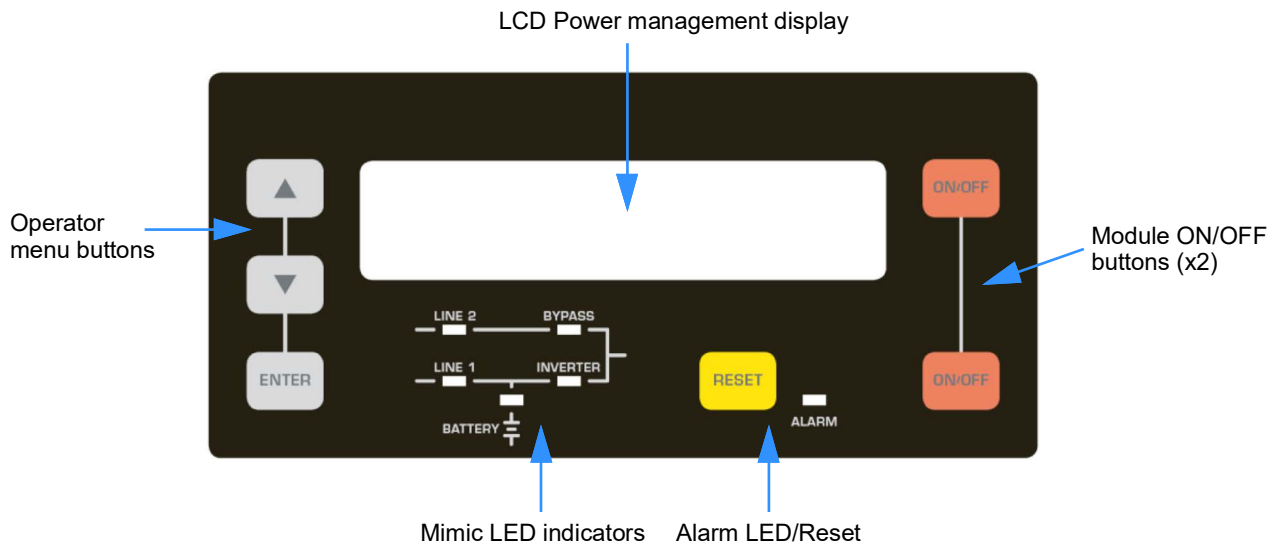 LCD Power management display
ON/OFF
Operator
menu buttons
Module ON/OFF
buttons (x2)
LINE 2
BYPASS
LINE 1
INVERTER
ENTER
RESET
ON/OFF
BATTERY
ALARM
Mimic LED indicators
Alarm LED/Reset